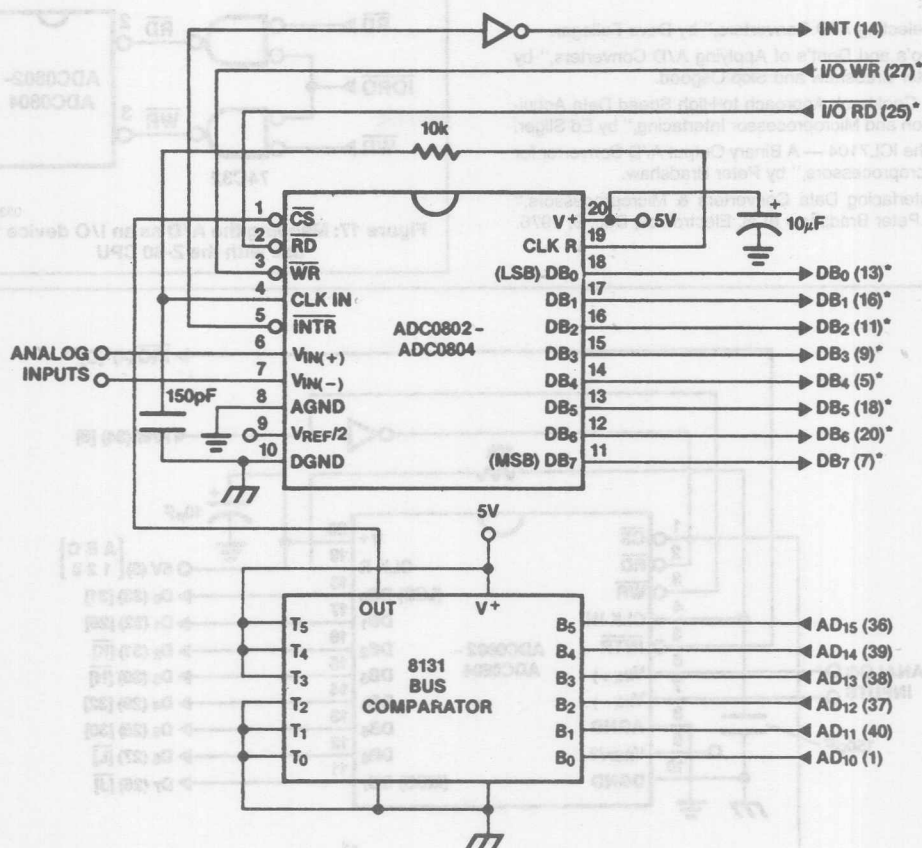 INT (14)
I/O WR (27)*
I/O RD (25)*
10k
1 CS
2 RD
3 WR
4 CLK IN
5 INTR
6 VIN(+)
7 VIN(−)
8 AGND
9 VREF/2
10 DGND
ANALOG
INPUTS
150pF
ADC0802 -
ADC0804
V+ 20
5V
10µF
CLK R 19
(LSB) DB0 18 DB0 (13)*
DB1 17 DB1 (16)*
DB2 16 DB2 (11)*
DB3 15 DB3 (9)*
DB4 14 DB4 (5)*
DB5 13 DB5 (18)*
DB6 12 DB6 (20)*
(MSB) DB7 11 DB7 (7)*
5V
OUT V+
T5
T4
T3
T2
T1
T0
8131
BUS
COMPARATOR
B5 AD15 (36)
B4 AD14 (39)
B3 AD13 (38)
B2 AD12 (37)
B1 AD11 (40)
B0 AD10 (1)